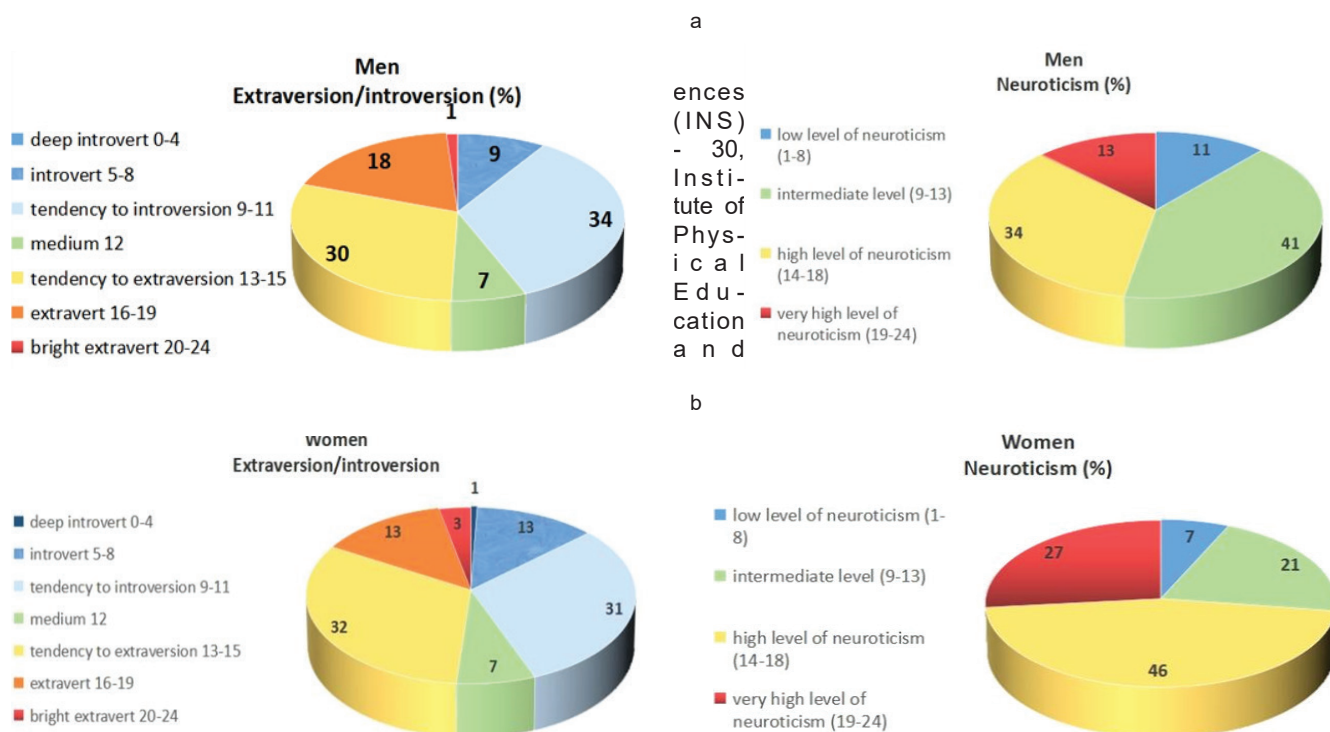 a
Men
Extraversion/introversion (%)
1
9
18
34
30
7
deep introvert 0-4
introvert 5-8
tendency to introversion 9-11
medium 12
tendency to extraversion 13-15
extravert 16-19
bright extravert 20-24
ences
(INS)
- 30,
Insti-
tute of
Phys-
ical
Edu-
cation
and
Men
Neuroticism (%)
low level of neuroticism
(1-8)
intermediate level (9-13)
high level of neuroticism
(14-18)
very high level of
neuroticism (19-24)
13
11
34
41
b
Women
Extraversion/introversion
1
deep introvert 0-4
introvert 5-8
tendency to introversion 9-11
medium 12
tendency to extraversion 13-15
extravert 16-19
bright extravert 20-24
13
3
13
31
32
7
Women
Neuroticism (%)
low level of neuroticism (1-
8)
intermediate level (9-13)
high level of neuroticism
(14-18)
very high level of
neuroticism (19-24)
27
7
21
46